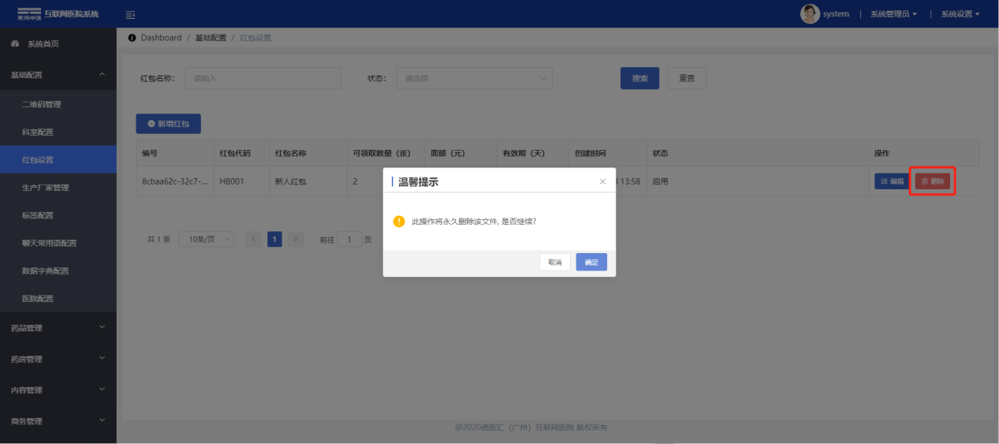 互联网医院系统
system | 系统管理员 | 系统设置
系统首页
Dashboard / 基础配置 / 红包设置
基础配置
红包名称: 请输入 状态: 请选择 搜索 重置
二维码管理
新增红包
科室配置
编号 红包代码 红包名称 可领取数量 (张) 面额 (元) 有效期 (天) 创建时间 状态 操作
红包设置
8cbaa62c-32c7-... HB001 新人红包 2 13:58 启用 编辑 删除
温馨提示
生产厂家管理
标签配置
此操作将永久删除该文件, 是否继续?
共 1 条 10条/页 1 前往 1 页
聊天常用语配置
取消 确定
数据字典配置
医院配置
药品管理
药房管理
内容管理
商务管理
@2020德医汇（广州）互联网医院 版权所有